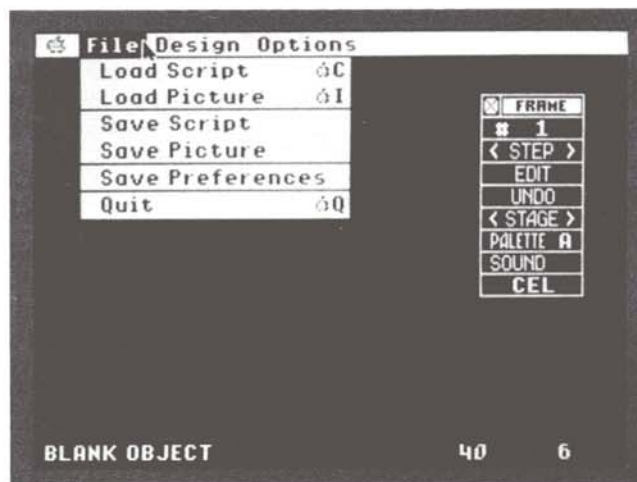 File Design Options
Load Script C
Load Picture I
Save Script
Save Picture
Save Preferences
Quit Q
FRAME
# 1
< STEP >
EDIT
UNDO
< STAGE >
PALETTE A
SOUND
CEL
BLANK OBJECT 40 6